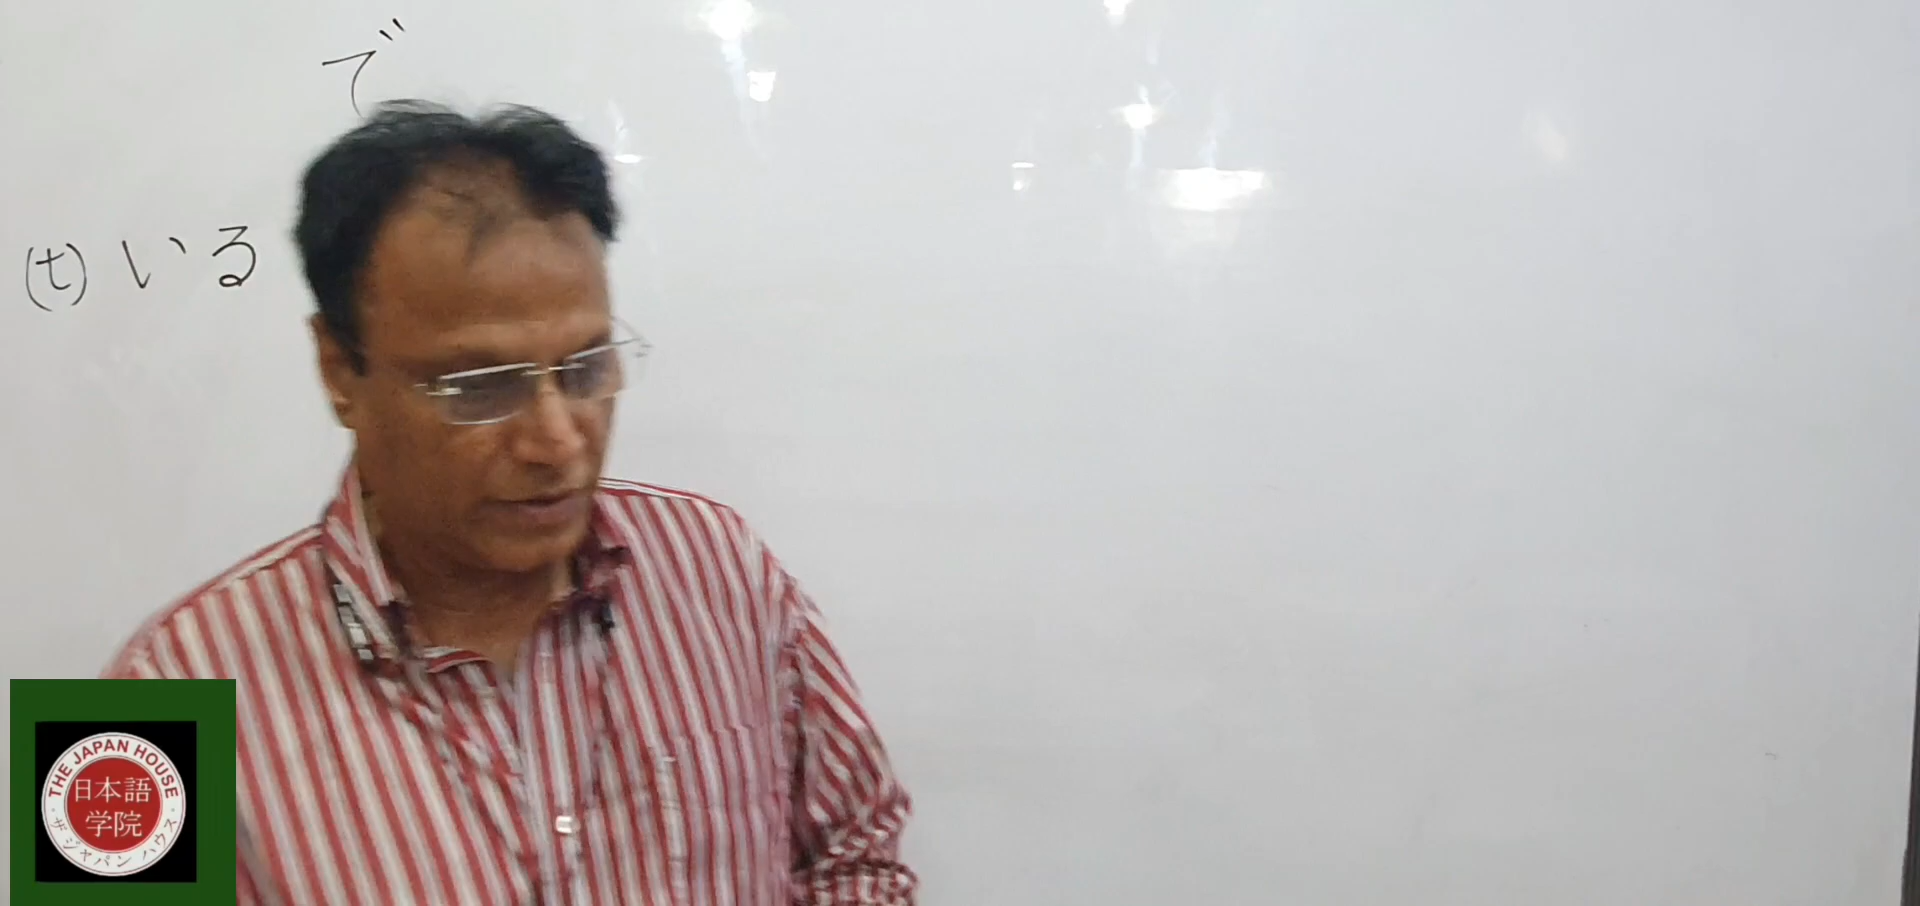 で
(t) いる
THE JAPAN HOUSE
日本語
学院
ザ ジャパン ハウス